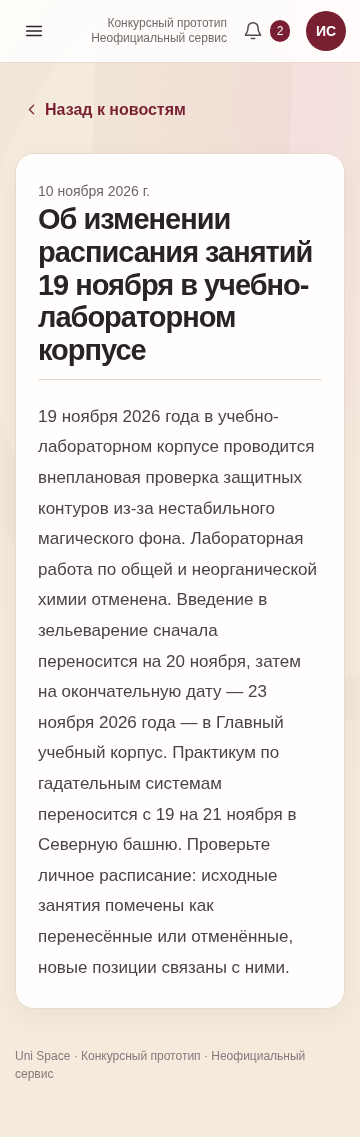 Конкурсный прототип
Неофициальный сервис
2
ИС
Назад к новостям
10 ноября 2026 г.
Об изменении
расписания занятий
19 ноября в учебно-
лабораторном
корпусе
19 ноября 2026 года в учебно-
лабораторном корпусе проводится
внеплановая проверка защитных
контуров из-за нестабильного
магического фона. Лабораторная
работа по общей и неорганической
химии отменена. Введение в
зельеварение сначала
переносится на 20 ноября, затем
на окончательную дату — 23
ноября 2026 года — в Главный
учебный корпус. Практикум по
гадательным системам
переносится с 19 на 21 ноября в
Северную башню. Проверьте
личное расписание: исходные
занятия помечены как
перенесённые или отменённые,
новые позиции связаны с ними.
Uni Space · Конкурсный прототип · Неофициальный
сервис